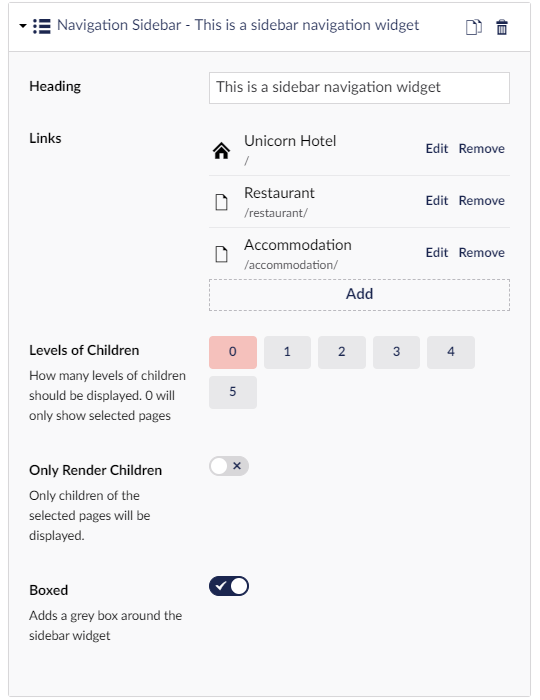 Navigation Sidebar - This is a sidebar navigation widget
Heading
This is a sidebar navigation widget
Links
Unicorn Hotel
/
Edit Remove
Restaurant
/restaurant/
Edit Remove
Accommodation
/accommodation/
Edit Remove
Add
Levels of Children
How many levels of children
should be displayed. 0 will
only show selected pages
0 1 2 3 4
5
Only Render Children
Only children of the
selected pages will be
displayed.
Boxed
Adds a grey box around the
sidebar widget